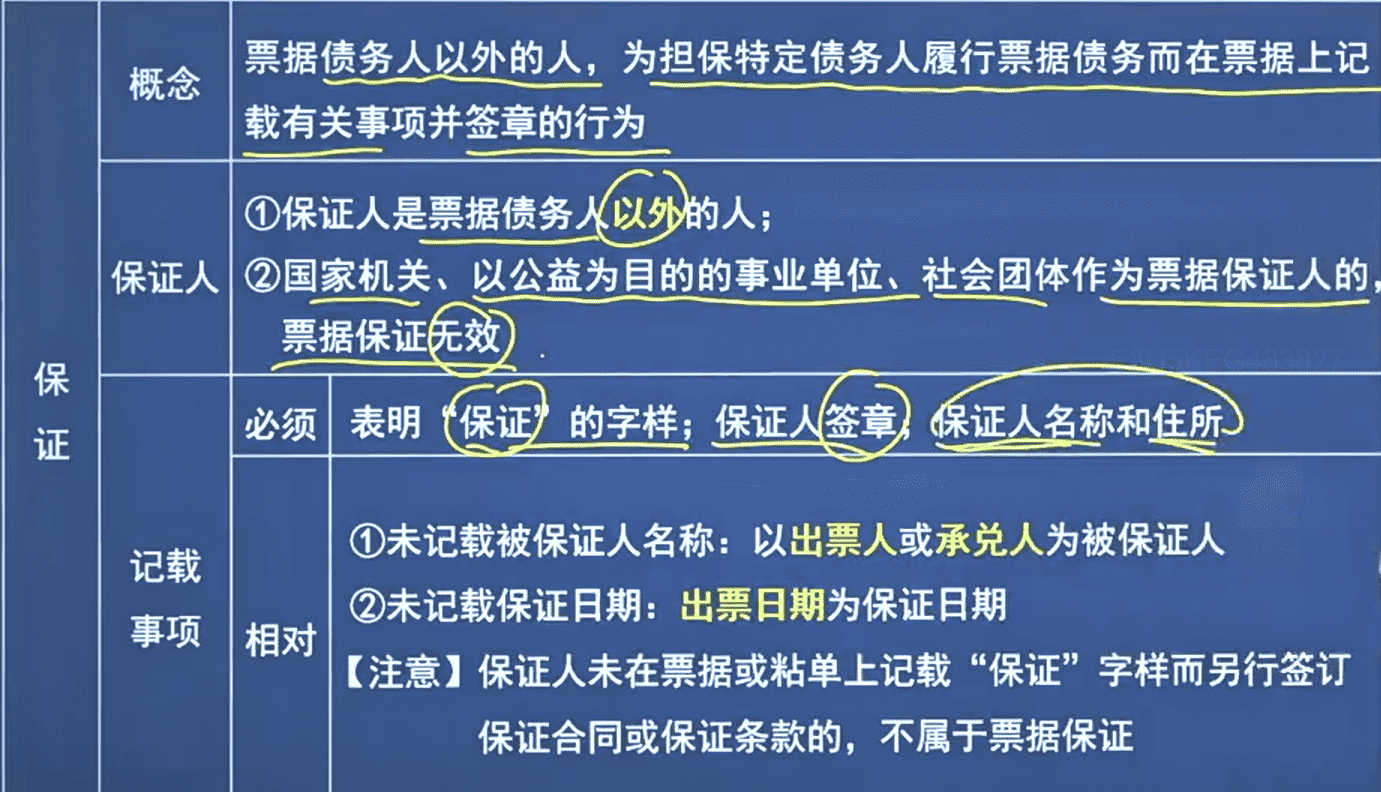 保
证
概念
票据债务人以外的人，为担保特定债务人履行票据债务而在票据上记
载有关事项并签章的行为
保证人
①保证人是票据债务人以外的人；
②国家机关、以公益为目的的事业单位、社会团体作为票据保证人的，
票据保证无效
记载
事项
必须
表明“保证”的字样；保证人签章；保证人名称和住所
相对
①未记载被保证人名称：以出票人或承兑人为被保证人
②未记载保证日期：出票日期为保证日期
【注意】保证人未在票据或粘单上记载“保证”字样而另行签订
保证合同或保证条款的，不属于票据保证